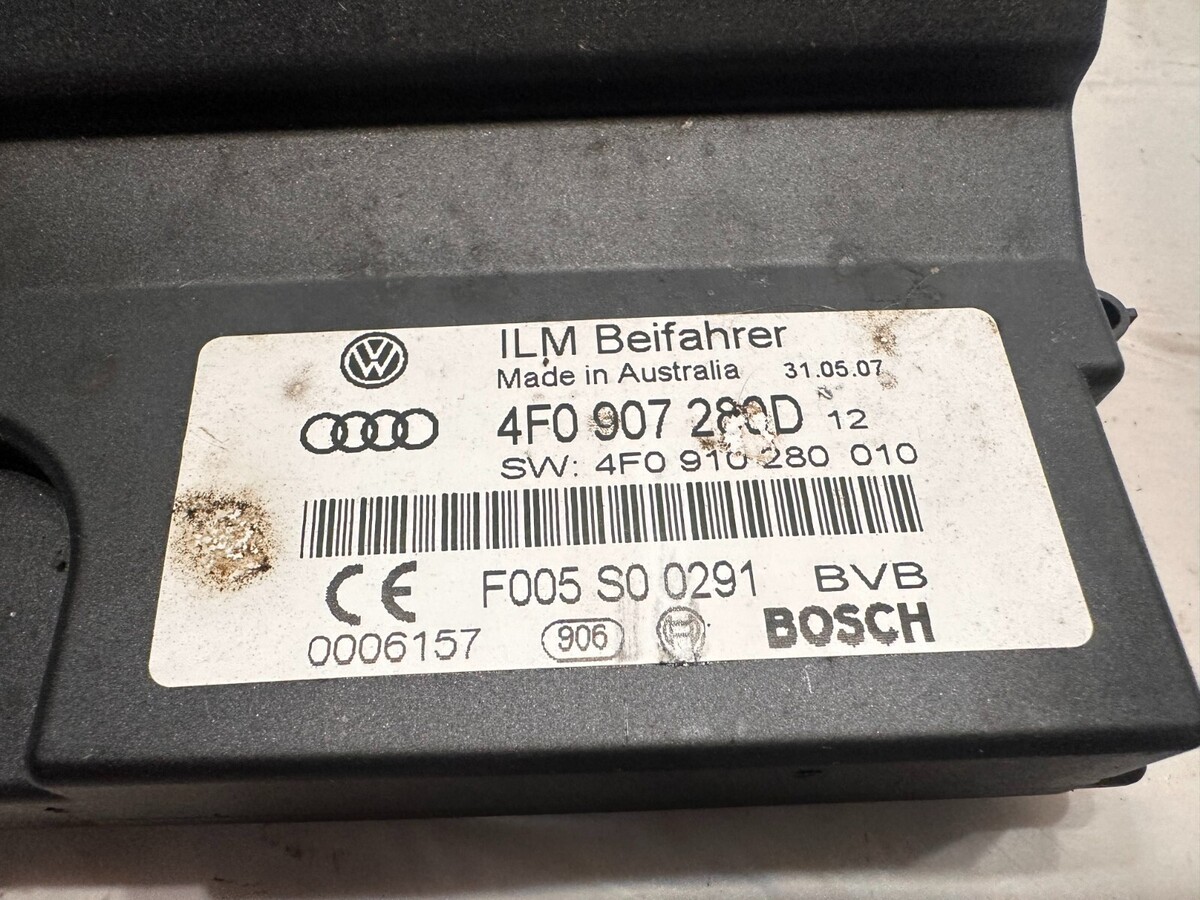 ILM Beifahrer
Made in Australia 31.05.07
4F0 907 280D 12
SW: 4F0 910 280 010
CE F005 S0 0291 BVB
0006157 906 BOSCH